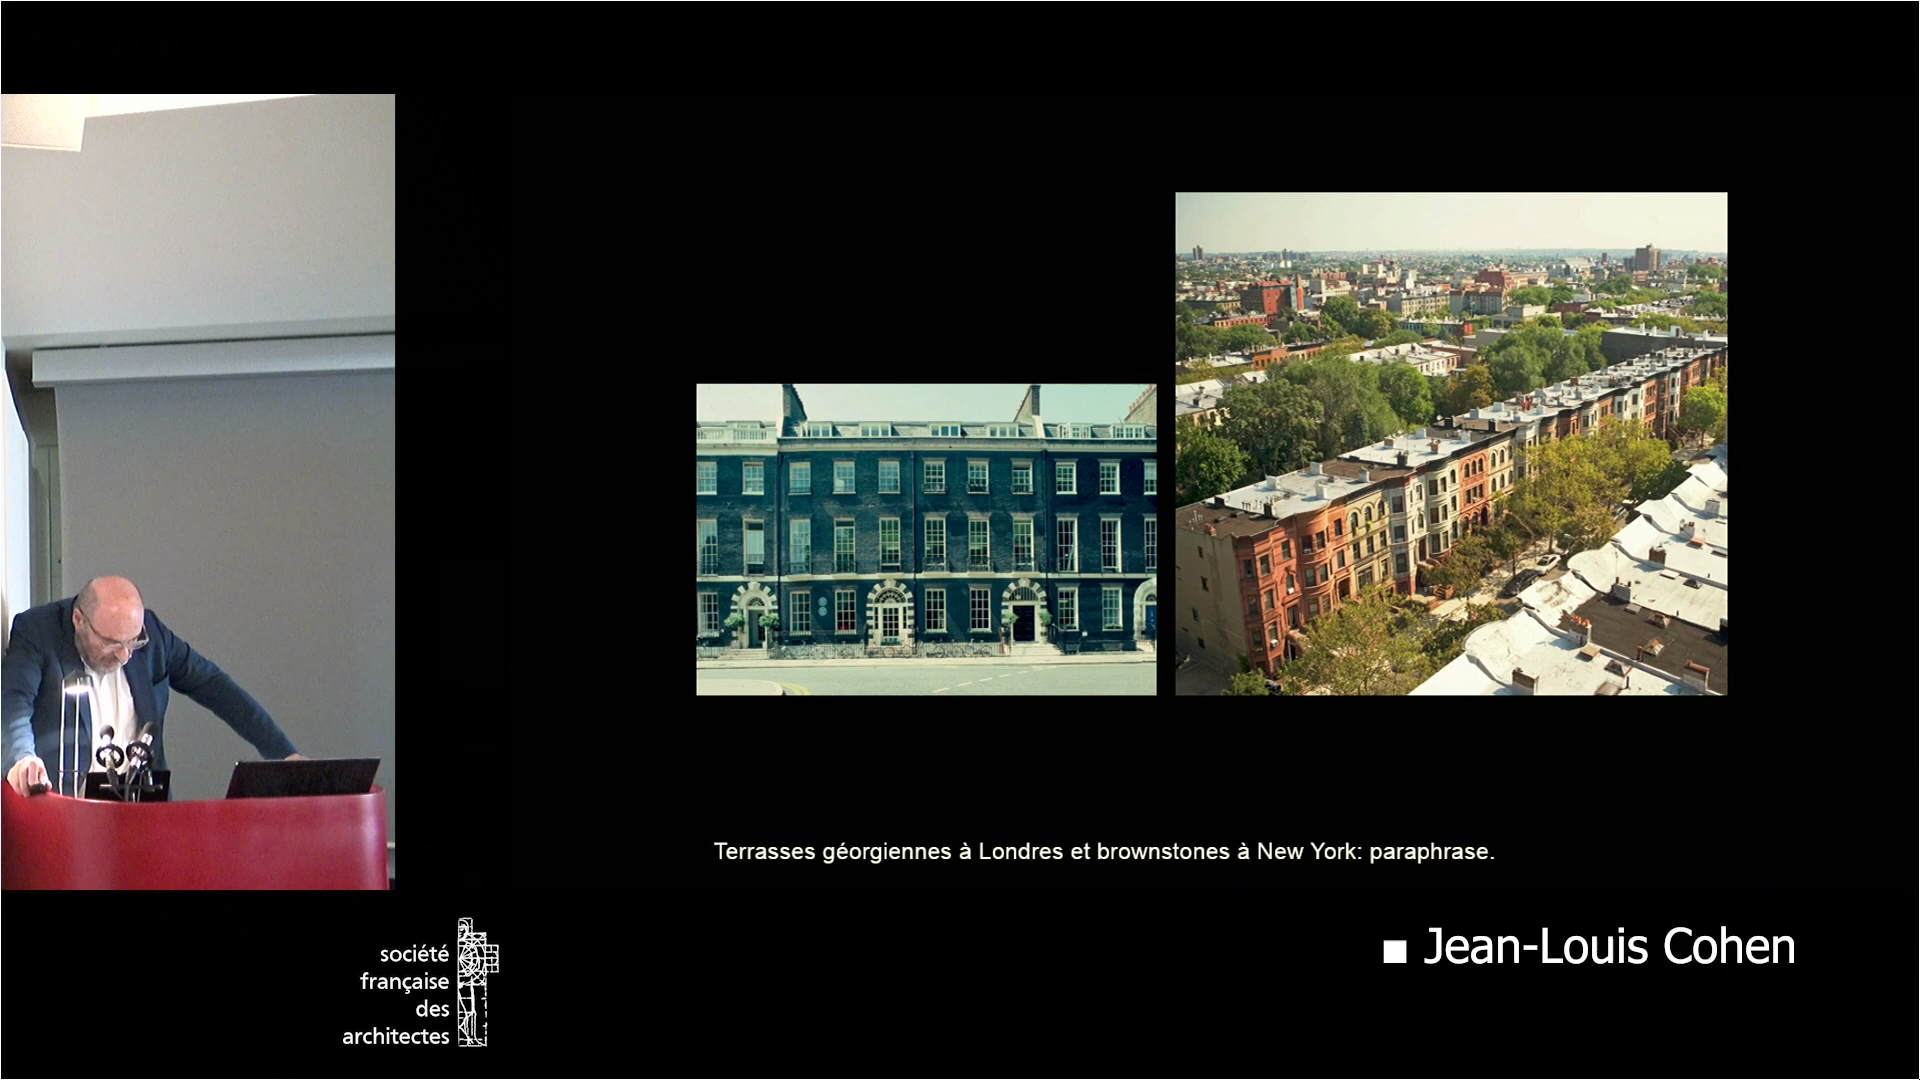 Terrasses géorgiennes à Londres et brownstones à New York: paraphrase.
société
française
des
architectes
■ Jean-Louis Cohen